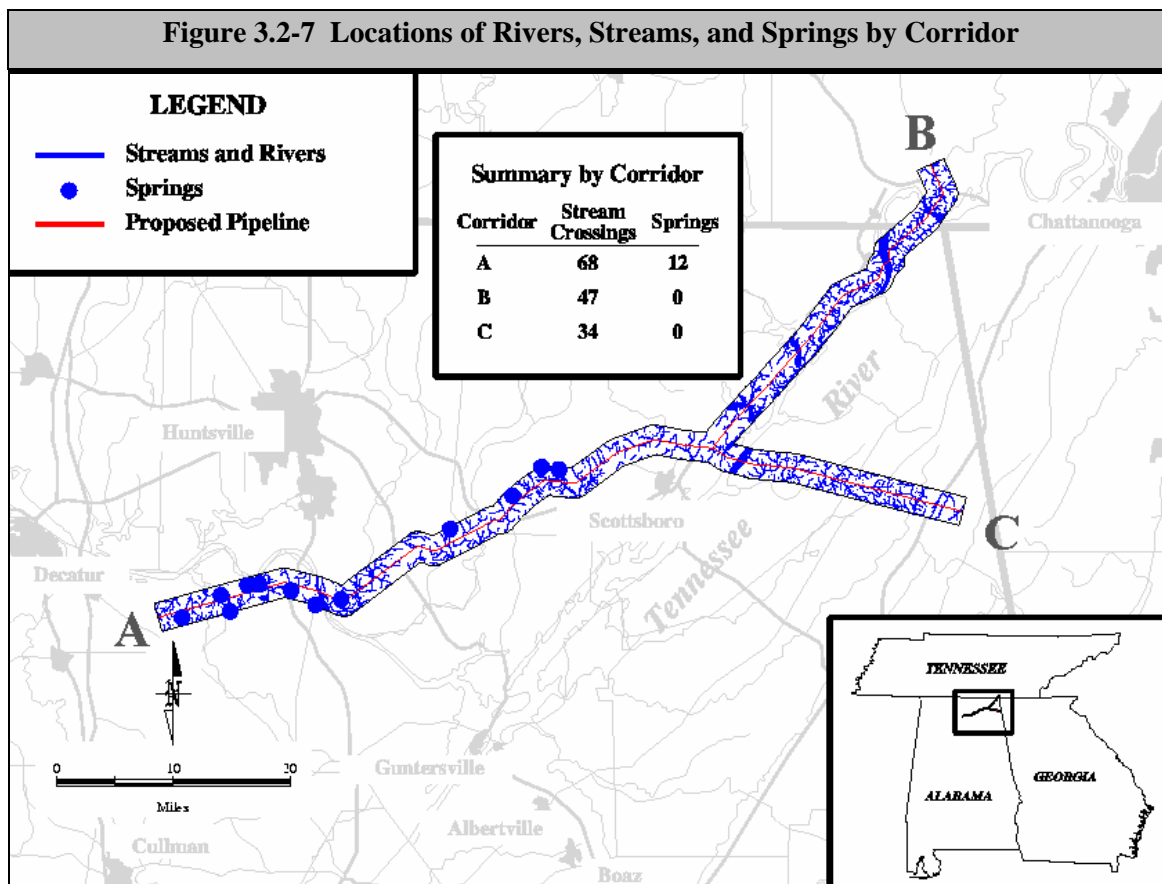 Figure 3.2-7 Locations of Rivers, Streams, and Springs by Corridor
LEGEND
Streams and Rivers
Springs
Proposed Pipeline
Summary by Corridor
Corridor Stream Crossings Springs
A 68 12
B 47 0
C 34 0
B
Chattanooga
River
Huntsville
Scottsboro
Tennessee
C
Decatur
A
N
0 10 20
Miles
Guntersville
Albertville
Cullman
Boaz
TENNESSEE
ALABAMA
GEORGIA